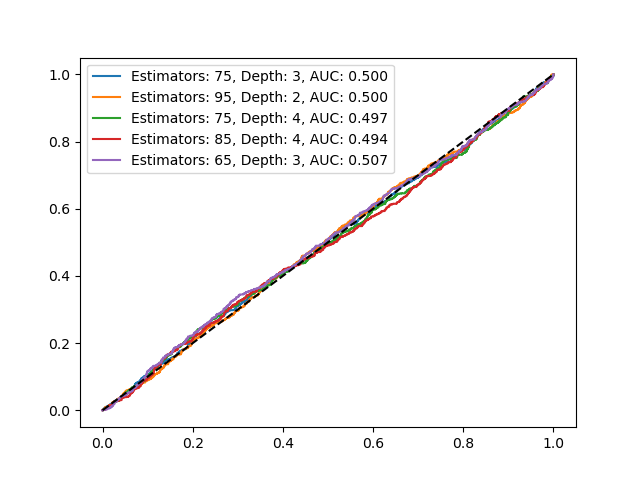 Estimators: 75, Depth: 3, AUC: 0.500
Estimators: 95, Depth: 2, AUC: 0.500
Estimators: 75, Depth: 4, AUC: 0.497
Estimators: 85, Depth: 4, AUC: 0.494
Estimators: 65, Depth: 3, AUC: 0.507
1.0
0.8
0.6
0.4
0.2
0.0
0.0 0.2 0.4 0.6 0.8 1.0